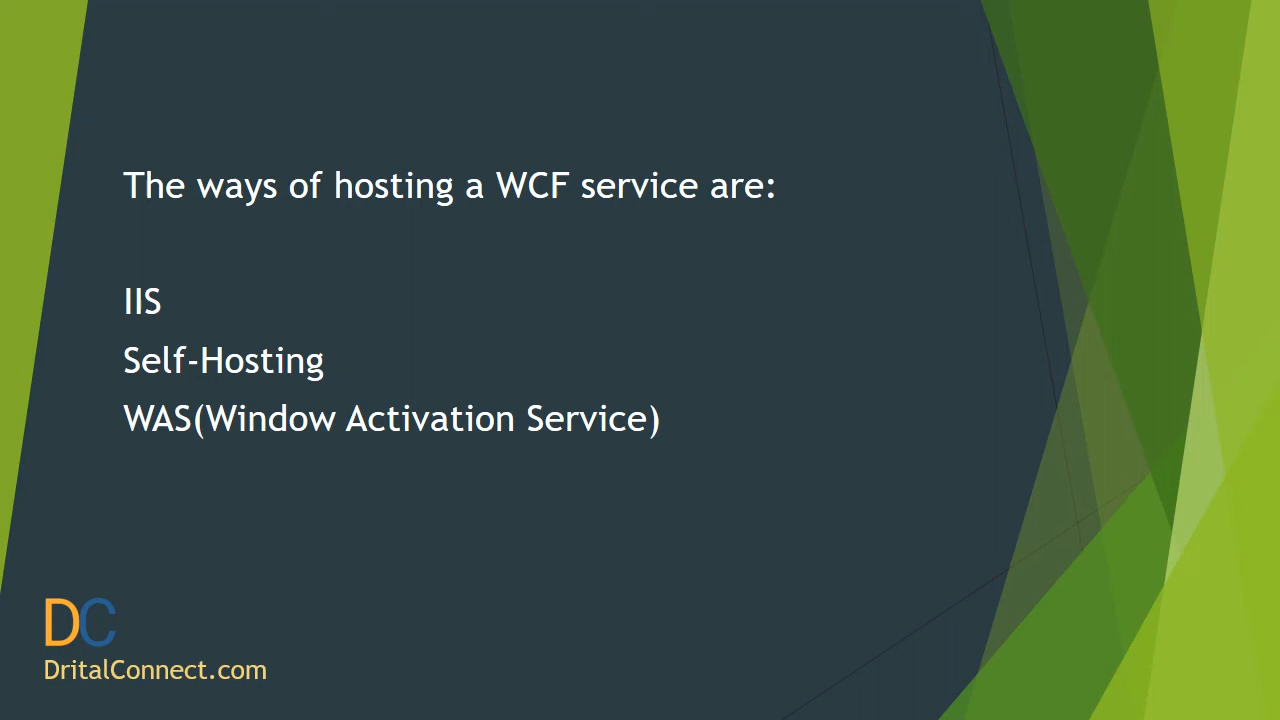 The ways of hosting a WCF service are:
IIS
Self-Hosting
WAS(Window Activation Service)
DC
DritalConnect.com